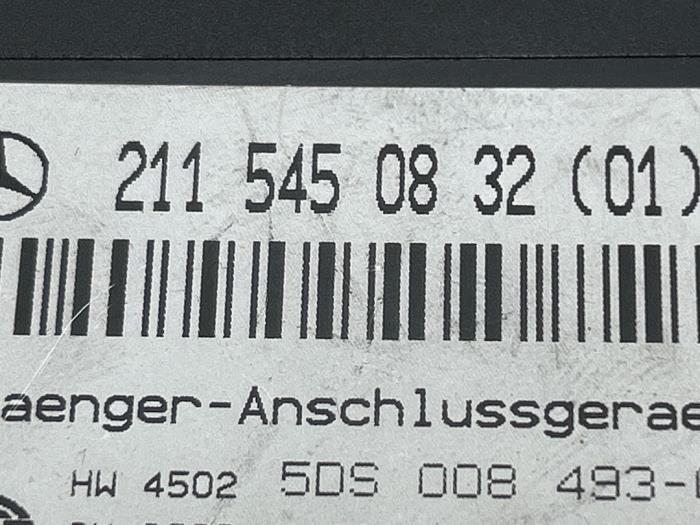 211 545 08 32 (01)
aenger-Anschlussgerae
HW 4502 5DS 008 493-